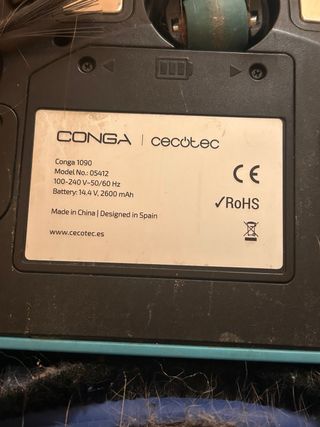 CONGA | cecotec
Conga 1090
Model No.: 05412
100-240 V~50/60 Hz
Battery: 14.4 V, 2600 mAh
Made in China | Designed in Spain
www.cecotec.es
CE
✓RoHS